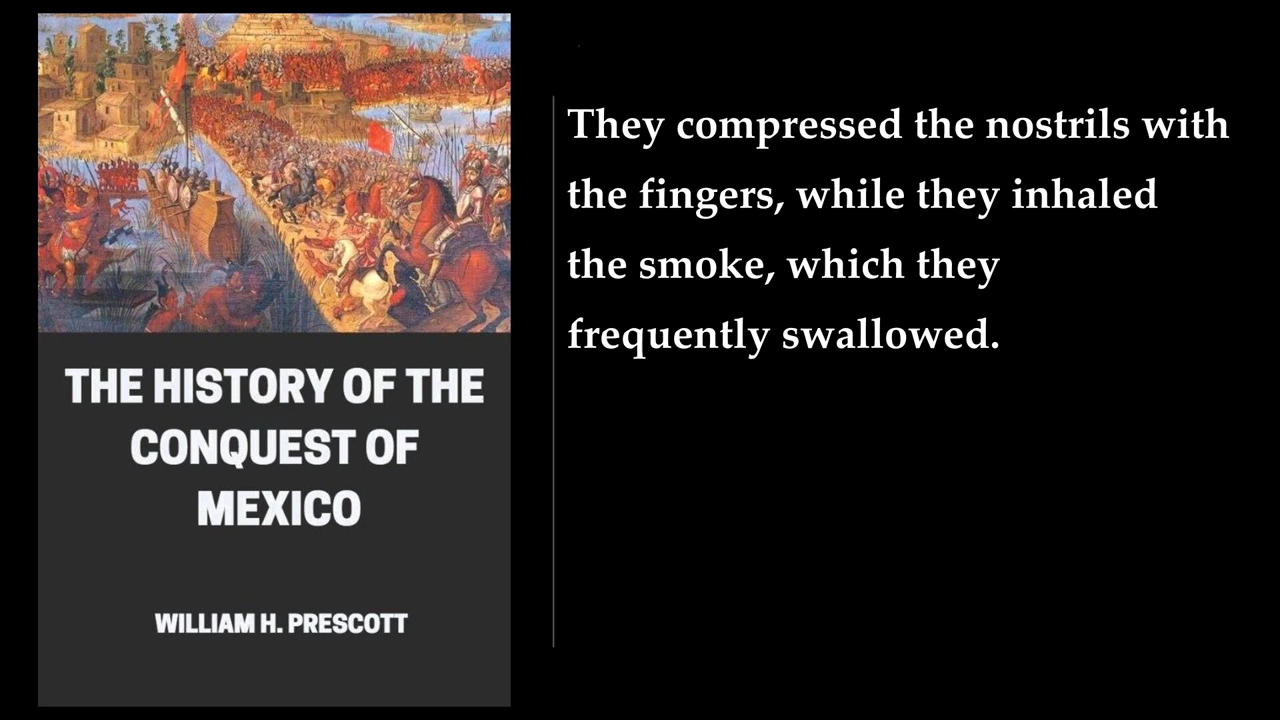 THE HISTORY OF THE
CONQUEST OF
MEXICO
WILLIAM H. PRESCOTT
They compressed the nostrils with
the fingers, while they inhaled
the smoke, which they
frequently swallowed.